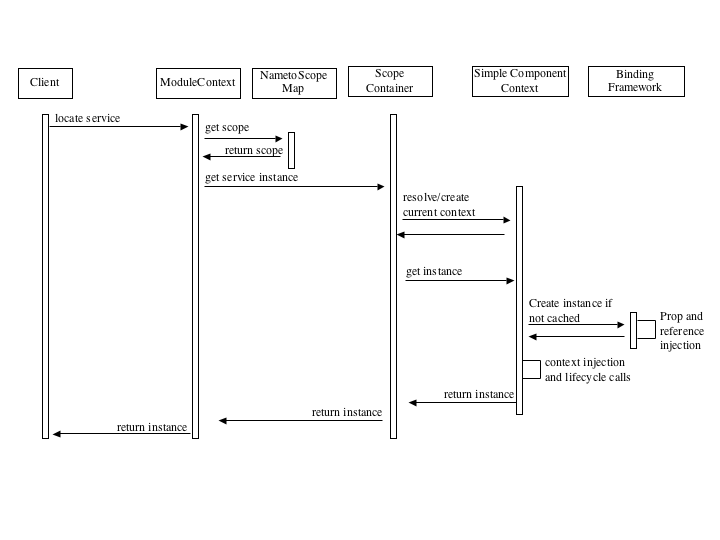 Client
ModuleContext
NametoScope
Map
Scope
Container
Simple Component
Context
Binding
Framework
locate service
get scope
return scope
get service instance
resolve/create
current context
get instance
Create instance if
not cached
Prop and
reference
injection
context injection
and lifecycle calls
return instance
return instance
return instance